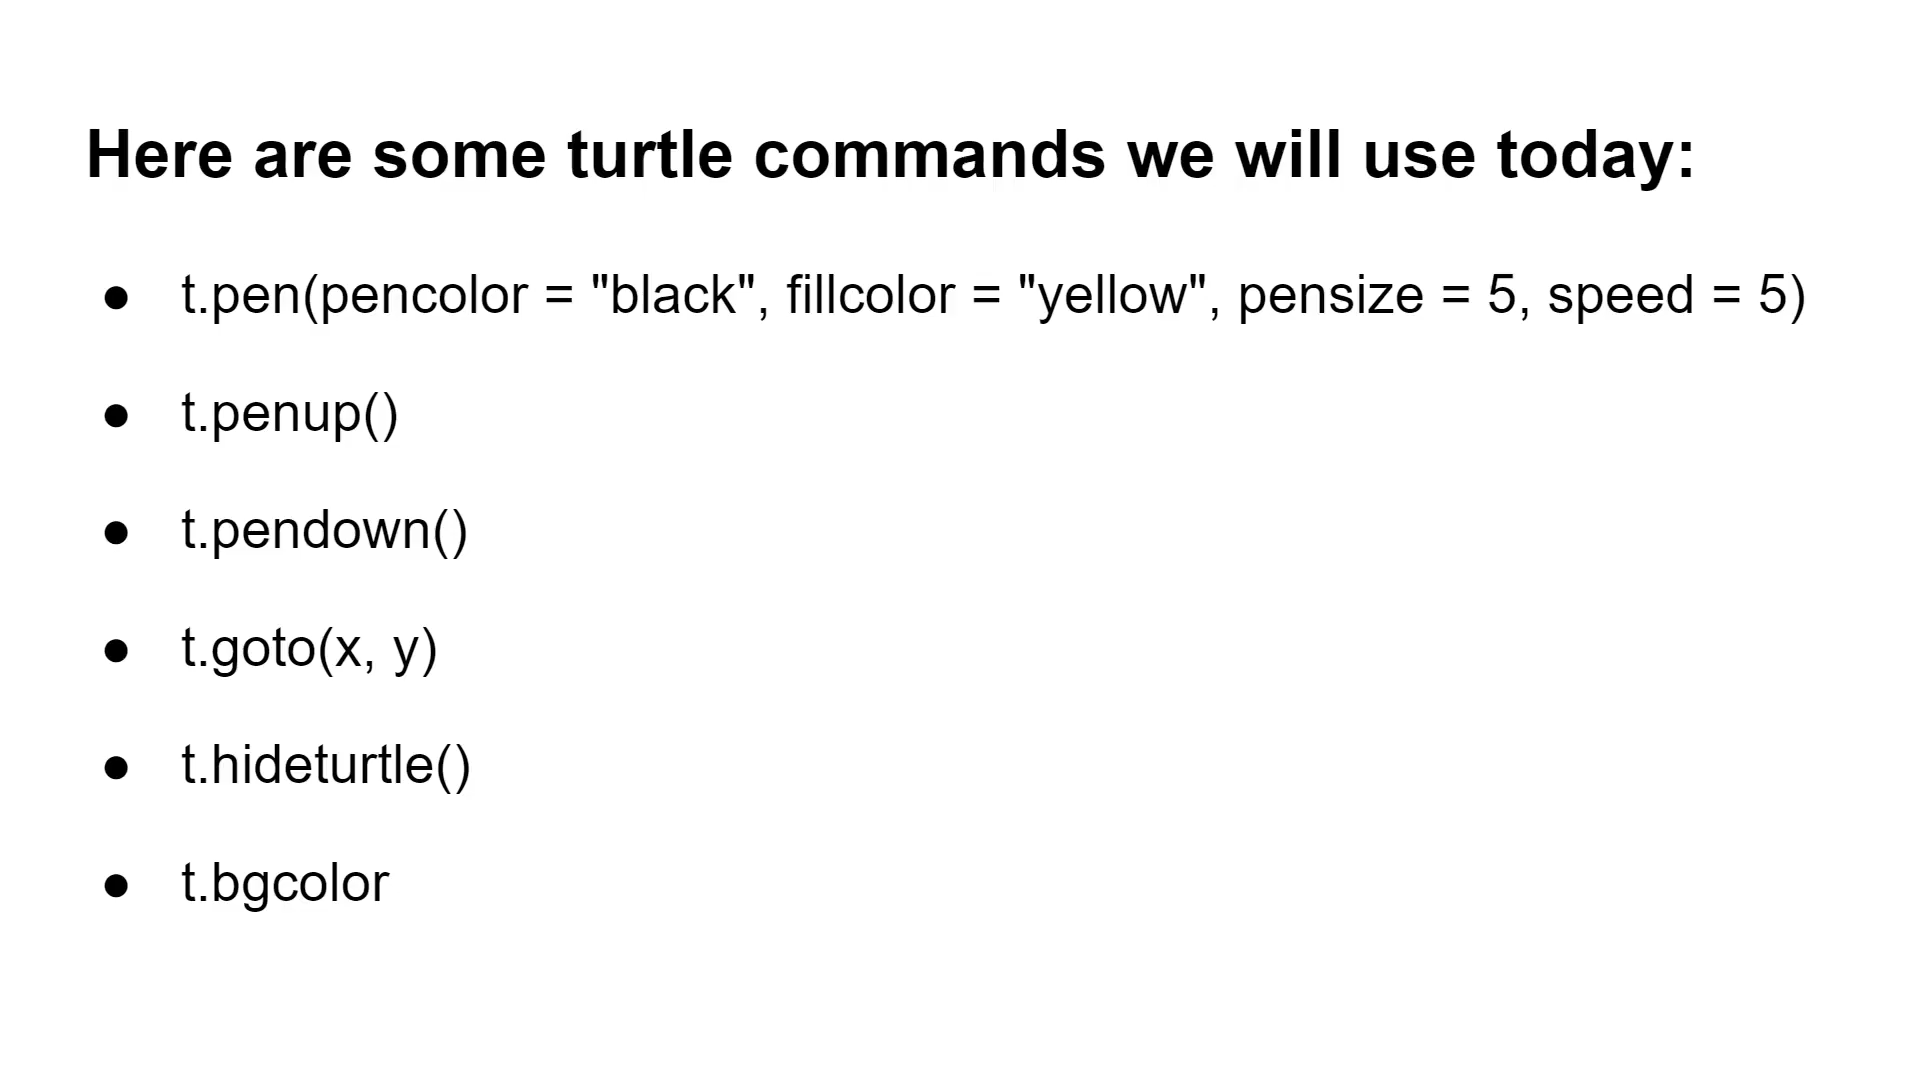 Here are some turtle commands we will use today:
● t.pen(pencolor = "black", fillcolor = "yellow", pensize = 5, speed = 5)
● t.penup()
● t.pendown()
● t.goto(x, y)
● t.hideturtle()
● t.bgcolor